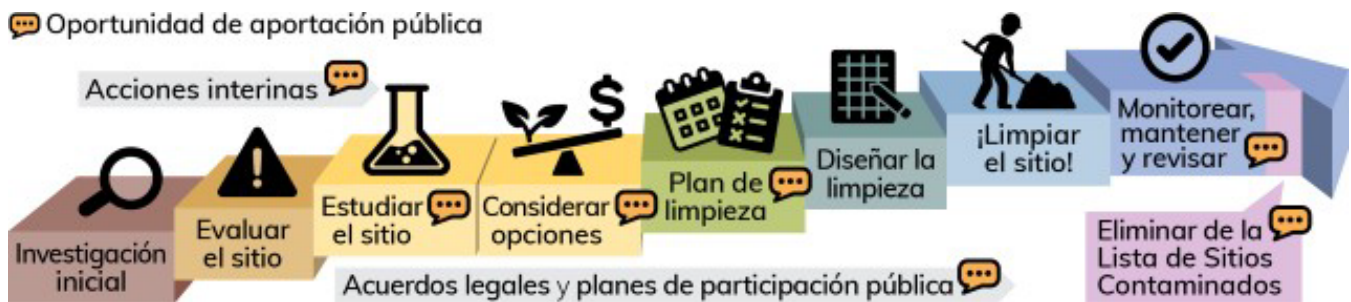 Oportunidad de aportación pública
Acciones interinas
Investigación
inicial
Evaluar
el sitio
Estudiar
el sitio
Considerar
opciones
Plan de
limpieza
Diseñar la
limpieza
¡Limpiar
el sitio!
Monitorear,
mantener
y revisar
Eliminar de la
Lista de Sitios
Contaminados
Acuerdos legales y planes de participación pública